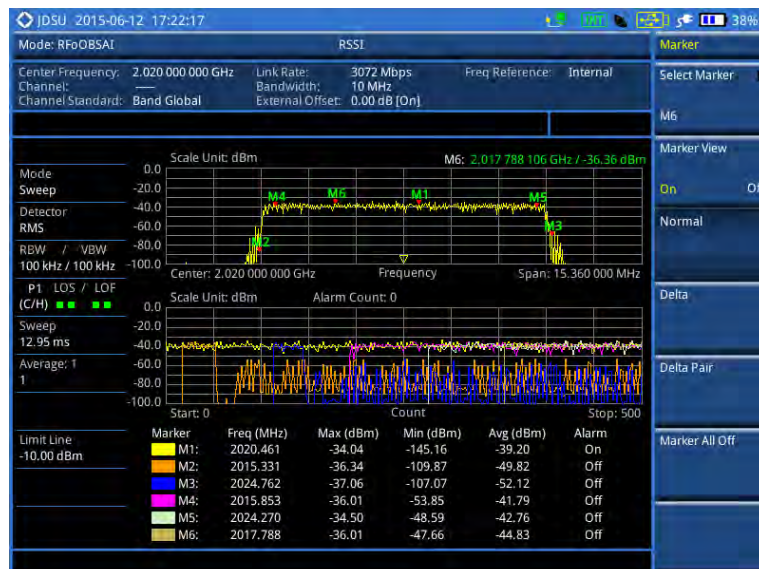 JDSU 2015-06-12 17:22:17
38%
Mode: RFoOBSAI RSSI
Marker
Center Frequency: 2.020 000 000 GHz Link Rate: 3072 Mbps Freq Reference: Internal
Channel: ---- Bandwidth: 10 MHz
Channel Standard: Band Global External Offset: 0.00 dB [On]
Select Marker
M6
Marker View
On Of
Normal
Delta
Delta Pair
Marker All Off
Mode
Sweep
Detector
RMS
RBW / VBW
100 kHz / 100 kHz
P1 LOS / LOF
(C/H)
Sweep
12.95 ms
Average: 1
1
Limit Line
-10.00 dBm
Scale Unit: dBm M6: 2.017 788 106 GHz / -36.36 dBm
0.0
-20.0
-40.0
-60.0
-80.0
-100.0
M4 M6 M1 M5
M2 M3
Center: 2.020 000 000 GHz Frequency Span: 15.360 000 MHz
Scale Unit: dBm Alarm Count: 0
0.0
-20.0
-40.0
-60.0
-80.0
-100.0
Start: 0 Count Stop: 500
Marker Freq (MHz) Max (dBm) Min (dBm) Avg (dBm) Alarm
M1: 2020.461 -34.04 -145.16 -39.20 On
M2: 2015.331 -36.34 -109.87 -49.82 Off
M3: 2024.762 -37.06 -107.07 -52.12 Off
M4: 2015.853 -36.01 -53.85 -41.79 Off
M5: 2024.270 -34.50 -48.59 -42.76 Off
M6: 2017.788 -36.01 -47.66 -44.83 Off